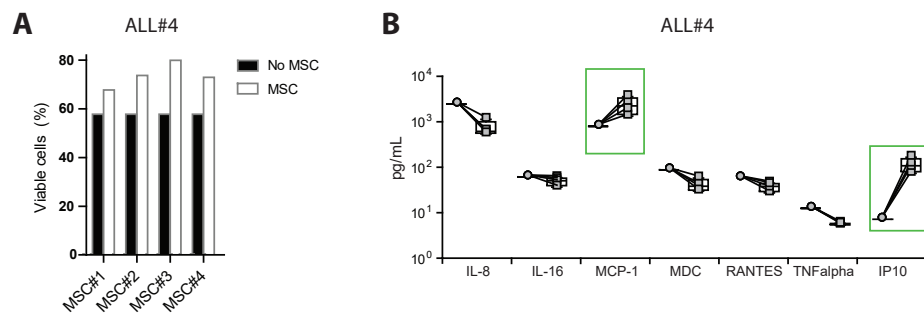 A
ALL#4
80
60
40
20
0
Viable cells (%)
MSC#1
MSC#2
MSC#3
MSC#4
No MSC
MSC
B
ALL#4
10⁴
10³
10²
10¹
10⁰
pg/mL
IL-8 IL-16 MCP-1 MDC RANTES TNFalpha IP10